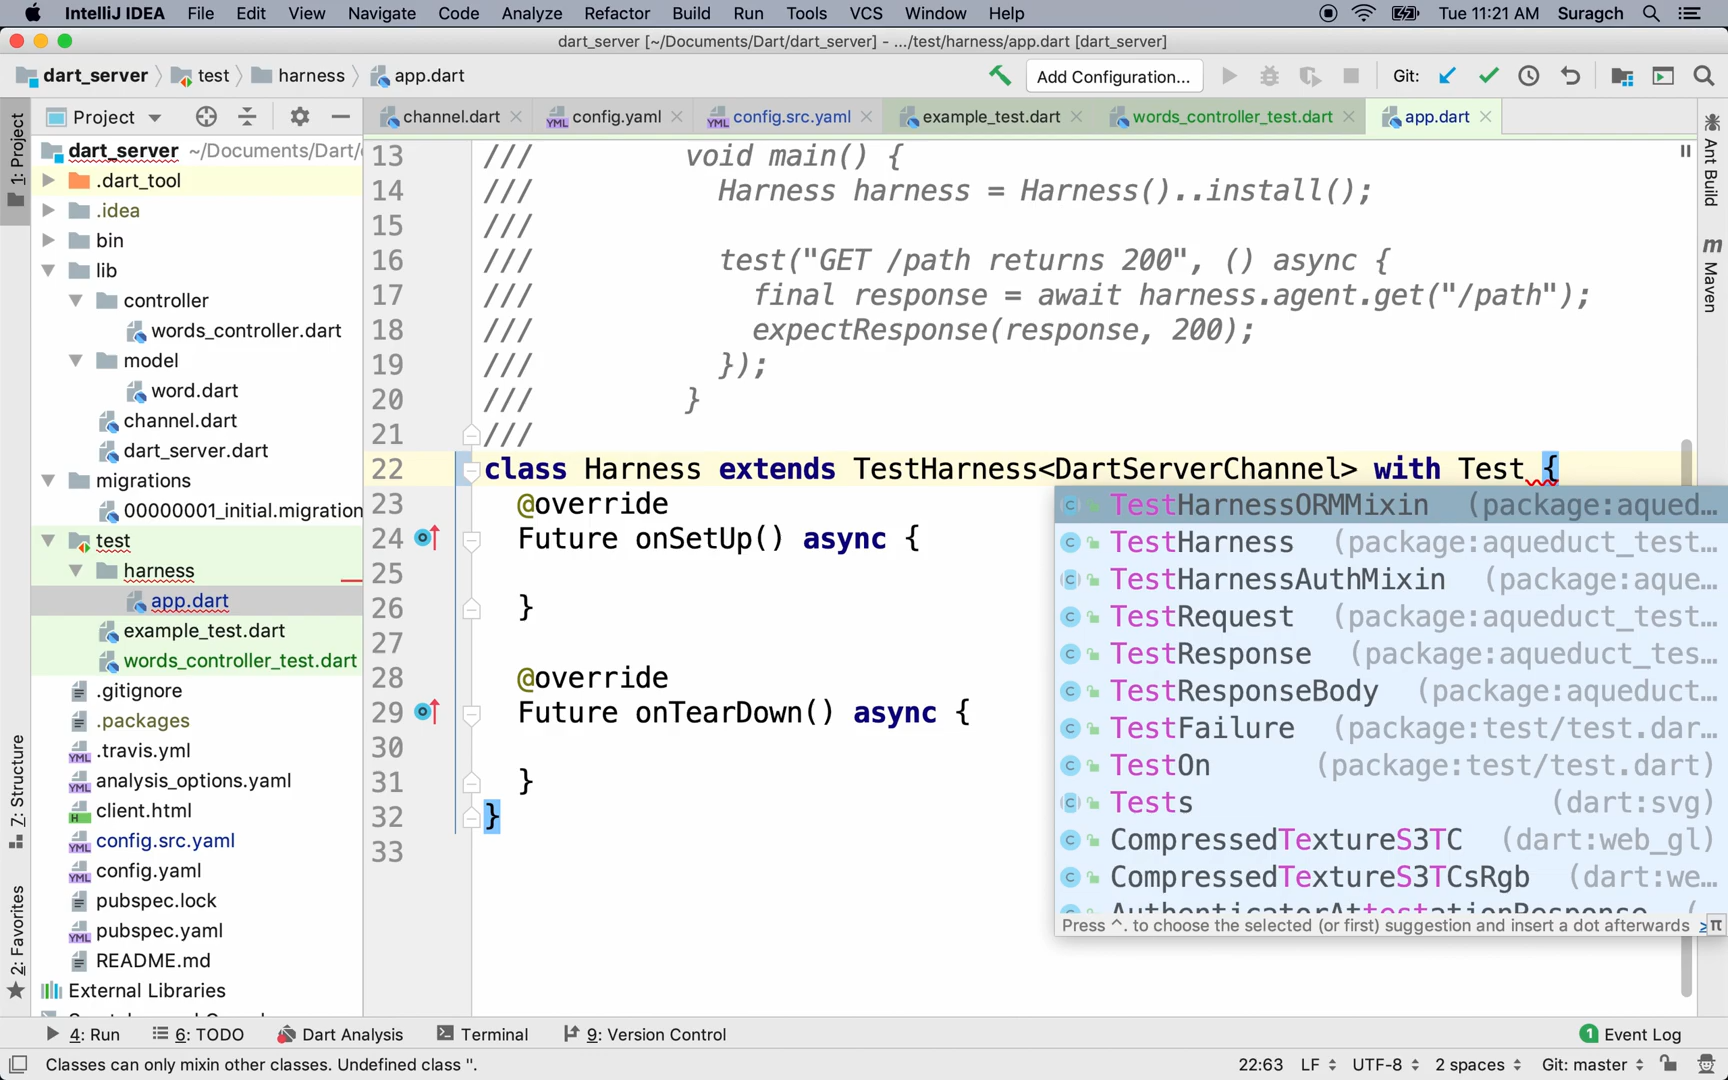 IntelliJ IDEA File Edit View Navigate Code Analyze Refactor Build Run Tools VCS Window Help Tue 11:21 AM Suragch
dart_server [~/Documents/Dart/dart_server] - .../test/harness/app.dart [dart_server]
dart_server test harness app.dart Add Configuration... Git:
Project channel.dart config.yaml config.src.yaml example_test.dart words_controller_test.dart app.dart
1: Project
7: Structure
2: Favorites
dart_server ~/Documents/Dart/
.dart_tool
.idea
bin
lib
controller
words_controller.dart
model
word.dart
channel.dart
dart_server.dart
migrations
00000001_initial.migration
test
harness
app.dart
example_test.dart
words_controller_test.dart
.gitignore
.packages
.travis.yml
analysis_options.yaml
client.html
config.src.yaml
config.yaml
pubspec.lock
pubspec.yaml
README.md
External Libraries
13 /// void main() {
14 /// Harness harness = Harness()..install();
15 ///
16 /// test("GET /path returns 200", () async {
17 /// final response = await harness.agent.get("/path");
18 /// expectResponse(response, 200);
19 /// });
20 /// }
21 ///
22 class Harness extends TestHarness<DartServerChannel> with Test {
23 @override
24 Future onSetUp() async {
25
26 }
27
28 @override
29 Future onTearDown() async {
30
31 }
32 }
33
TestHarnessORMMixin (package:aqued...
TestHarness (package:aqueduct_test...
TestHarnessAuthMixin (package:aque...
TestRequest (package:aqueduct_test...
TestResponse (package:aqueduct_tes...
TestResponseBody (package:aqueduct...
TestFailure (package:test/test.dar...
TestOn (package:test/test.dart)
Tests (dart:svg)
CompressedTextureS3TC (dart:web_gl)
CompressedTextureS3TCsRgb (dart:we...
AuthenticatorAttestationResponse (
Press ^. to choose the selected (or first) suggestion and insert a dot afterwards >> π
Ant Build
m Maven
4: Run 6: TODO Dart Analysis Terminal 9: Version Control 1 Event Log
Classes can only mixin other classes. Undefined class ''. 22:63 LF UTF-8 2 spaces Git: master